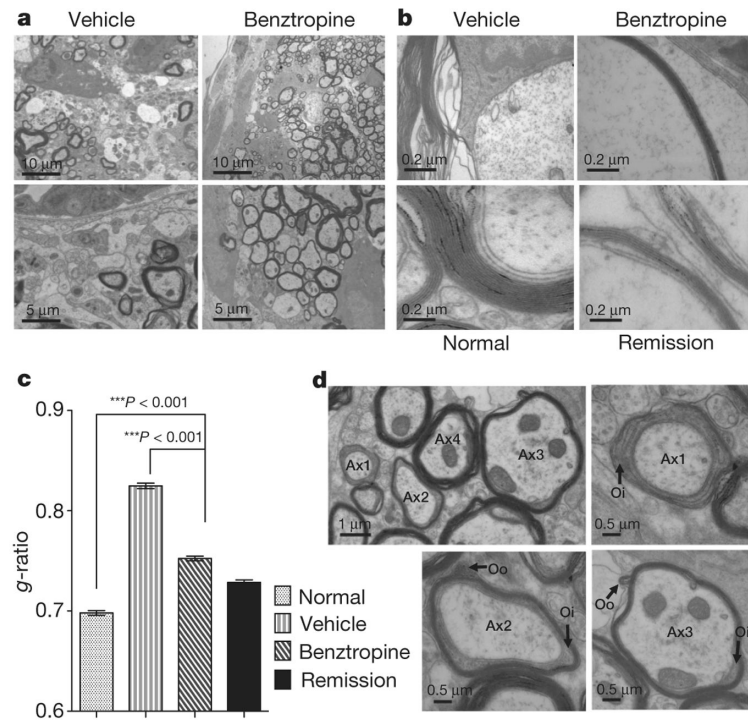 a
Vehicle
Benztropine
10 µm
10 µm
5 µm
5 µm
b
Vehicle
Benztropine
0.2 µm
0.2 µm
0.2 µm
0.2 µm
Normal
Remission
c
***P < 0.001
***P < 0.001
0.9
0.8
0.7
0.6
g-ratio
Normal
Vehicle
Benztropine
Remission
d
Ax1
Ax2
Ax4
Ax3
1 µm
Ax1
Oi
0.5 µm
Oo
Ax2
Oi
0.5 µm
Oo
Ax3
Oi
0.5 µm